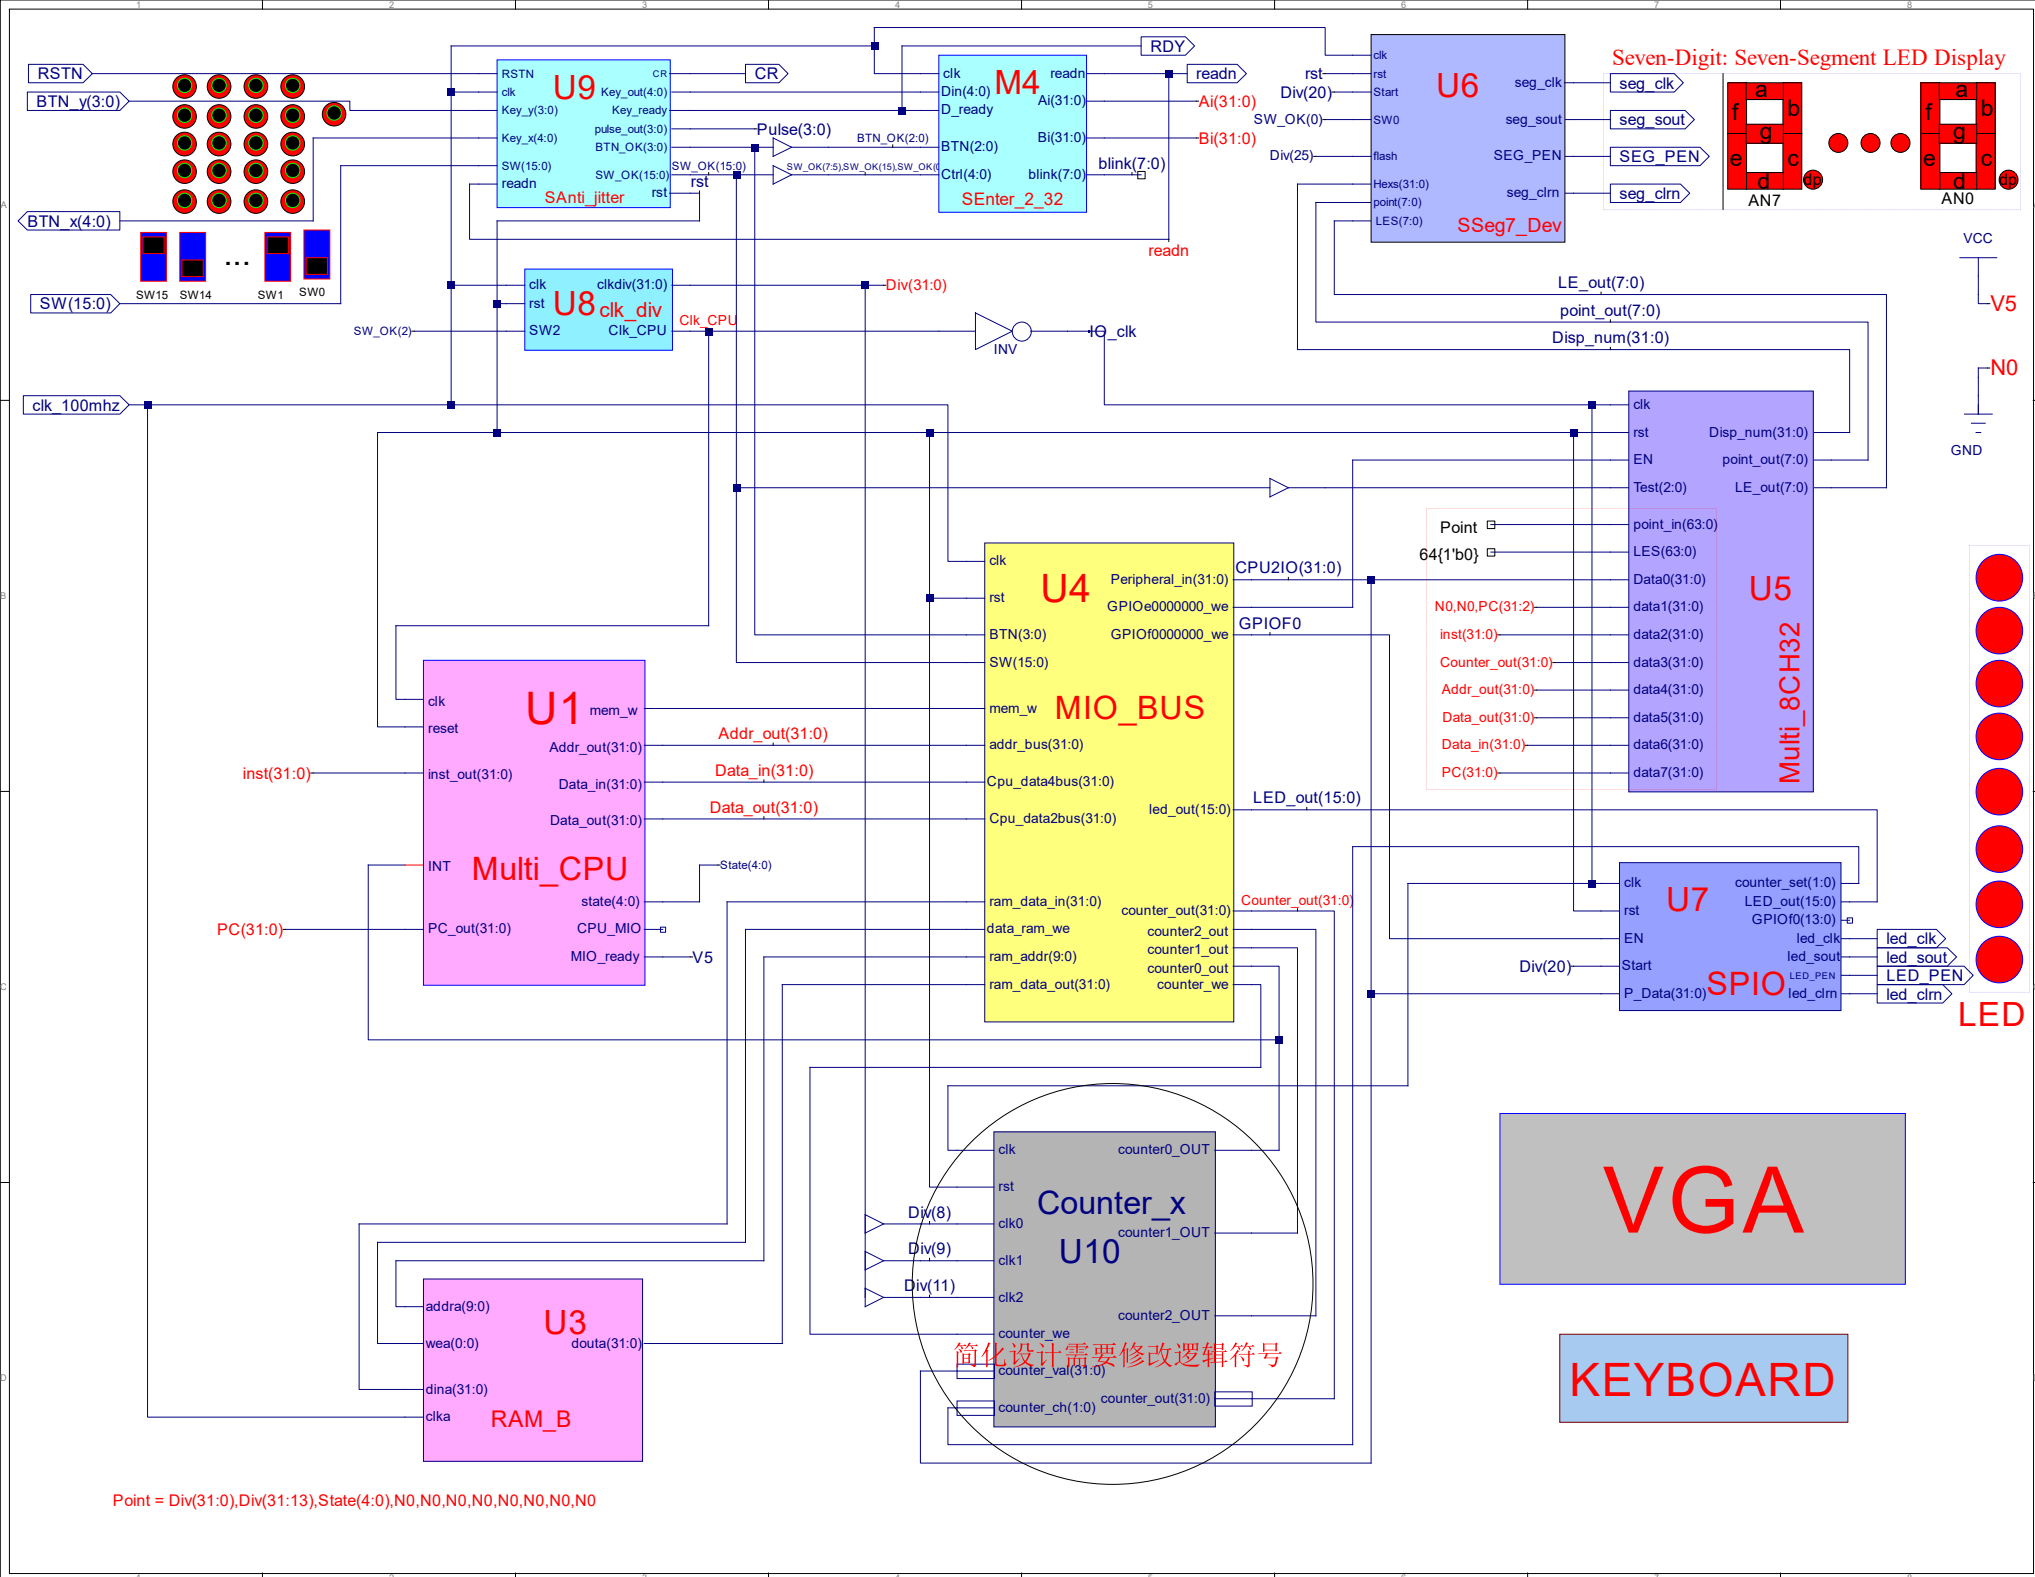 1 2 3 4 5 6 7 8
RSTN
BTN_y(3:0)
BTN_x(4:0)
SW15 SW14 ... SW1 SW0
SW(15:0)
clk_100mhz
U9
RSTN
clk
Key_y(3:0)
Key_x(4:0)
SW(15:0)
readn
CR
Key_out(4:0)
Key_ready
pulse_out(3:0)
BTN_OK(3:0)
SW_OK(15:0)
rst
SAnti_jitter
CR
Pulse(3:0)
SW_OK(15:0)
rst
BTN_OK(2:0)
SW_OK(7:5),SW_OK(15),SW_OK(
M4
clk
Din(4:0)
D_ready
BTN(2:0)
Ctrl(4:0)
readn
Ai(31:0)
Bi(31:0)
blink(7:0)
SEnter_2_32
RDY
readn
Ai(31:0)
Bi(31:0)
blink(7:0)
readn
U6
clk
rst
Start
SW0
flash
Hexs(31:0)
point(7:0)
LES(7:0)
seg_clk
seg_sout
SEG_PEN
seg_clrn
SSeg7_Dev
rst
Div(20)
SW_OK(0)
Div(25)
seg_clk
seg_sout
SEG_PEN
seg_clrn
Seven-Digit: Seven-Segment LED Display
a
f b
g
e c
d dp
AN7
a
f b
g
e c
d dp
AN0
VCC
V5
N0
GND
LE_out(7:0)
point_out(7:0)
Disp_num(31:0)
U8 clk_div
clk
rst
SW2
clkdiv(31:0)
Clk_CPU
SW_OK(2)
Clk_CPU
Div(31:0)
INV
IO_clk
U5
clk
rst
EN
Test(2:0)
point_in(63:0)
LES(63:0)
Data0(31:0)
data1(31:0)
data2(31:0)
data3(31:0)
data4(31:0)
data5(31:0)
data6(31:0)
data7(31:0)
Disp_num(31:0)
point_out(7:0)
LE_out(7:0)
Multi_8CH32
Point
64{1'b0}
N0,N0,PC(31:2)
inst(31:0)
Counter_out(31:0)
Addr_out(31:0)
Data_out(31:0)
Data_in(31:0)
PC(31:0)
U4
MIO_BUS
clk
rst
BTN(3:0)
SW(15:0)
mem_w
addr_bus(31:0)
Cpu_data4bus(31:0)
Cpu_data2bus(31:0)
ram_data_in(31:0)
data_ram_we
ram_addr(9:0)
ram_data_out(31:0)
Peripheral_in(31:0)
GPIOe0000000_we
GPIOf0000000_we
led_out(15:0)
counter_out(31:0)
counter2_out
counter1_out
counter0_out
counter_we
CPU2IO(31:0)
GPIOF0
LED_out(15:0)
Counter_out(31:0)
U1
Multi_CPU
clk
reset
inst_out(31:0)
INT
PC_out(31:0)
mem_w
Addr_out(31:0)
Data_in(31:0)
Data_out(31:0)
state(4:0)
CPU_MIO
MIO_ready
inst(31:0)
PC(31:0)
Addr_out(31:0)
Data_in(31:0)
Data_out(31:0)
State(4:0)
V5
U7
SPIO
clk
rst
EN
Start
P_Data(31:0)
counter_set(1:0)
LED_out(15:0)
GPIOf0(13:0)
led_clk
led_sout
LED_PEN
led_clrn
Div(20)
led_clk
led_sout
LED_PEN
led_clrn
LED
Counter_x
U10
clk
rst
clk0
clk1
clk2
counter_we
counter_val(31:0)
counter_ch(1:0)
counter0_OUT
counter1_OUT
counter2_OUT
counter_out(31:0)
Div(8)
Div(9)
Div(11)
简化设计需要修改逻辑符号
U3
RAM_B
addra(9:0)
wea(0:0)
dina(31:0)
clka
douta(31:0)
VGA
KEYBOARD
Point = Div(31:0),Div(31:13),State(4:0),N0,N0,N0,N0,N0,N0,N0,N0